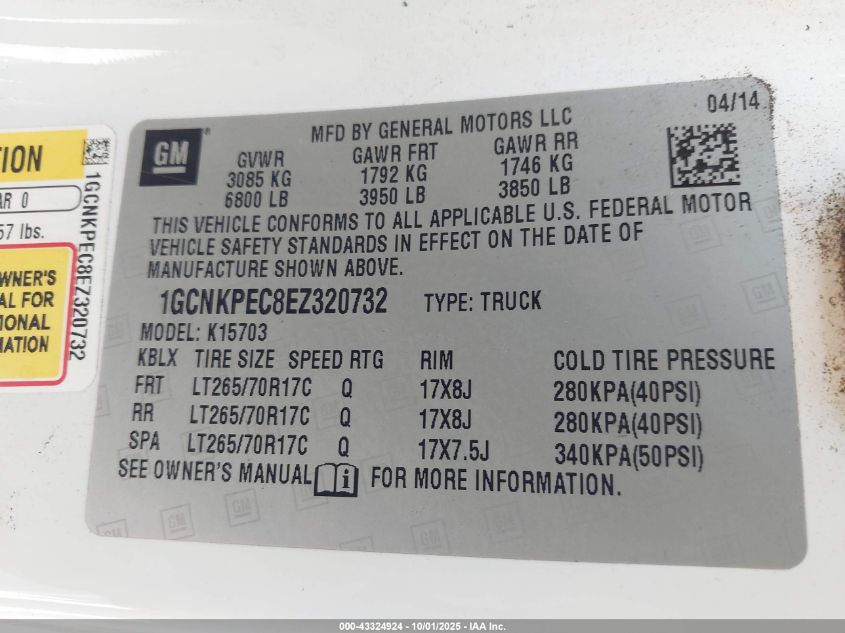 04/14
GM
MFD BY GENERAL MOTORS LLC
GVWR GAWR FRT GAWR RR
3085 KG 1792 KG 1746 KG
6800 LB 3950 LB 3850 LB
THIS VEHICLE CONFORMS TO ALL APPLICABLE U.S. FEDERAL MOTOR
VEHICLE SAFETY STANDARDS IN EFFECT ON THE DATE OF
MANUFACTURE SHOWN ABOVE.
1GCNKPEC8EZ320732 TYPE: TRUCK
MODEL: K15703
KBLX TIRE SIZE SPEED RTG RIM COLD TIRE PRESSURE
FRT LT265/70R17C Q 17X8J 280KPA(40PSI)
RR LT265/70R17C Q 17X8J 280KPA(40PSI)
SPA LT265/70R17C Q 17X7.5J 340KPA(50PSI)
SEE OWNER'S MANUAL FOR MORE INFORMATION.
TION
AR 0
57 lbs.
WNER'S
AL FOR
IONAL
MATION
1GCNKPEC8EZ320732
000-43324924 - 10/01/2025 - IAA Inc.